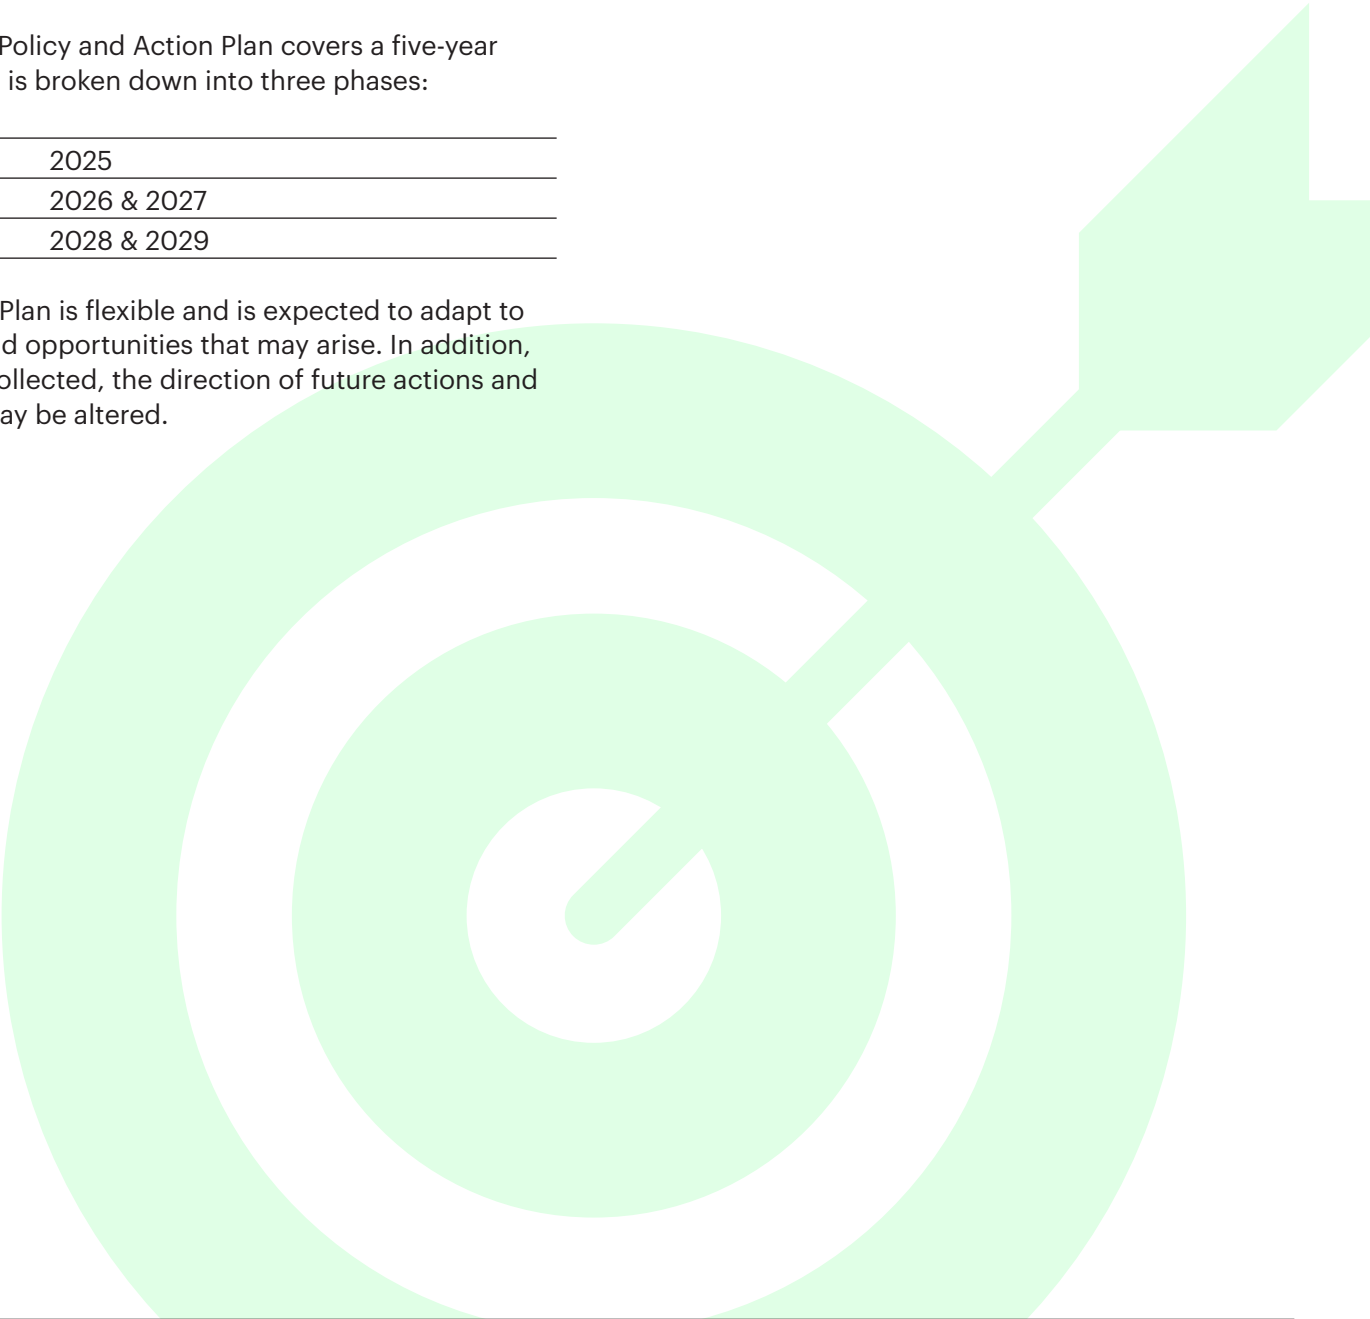 Policy and Action Plan covers a five-year
is broken down into three phases:
2025
2026 & 2027
2028 & 2029
Plan is flexible and is expected to adapt to
d opportunities that may arise. In addition,
ollected, the direction of future actions and
ay be altered.